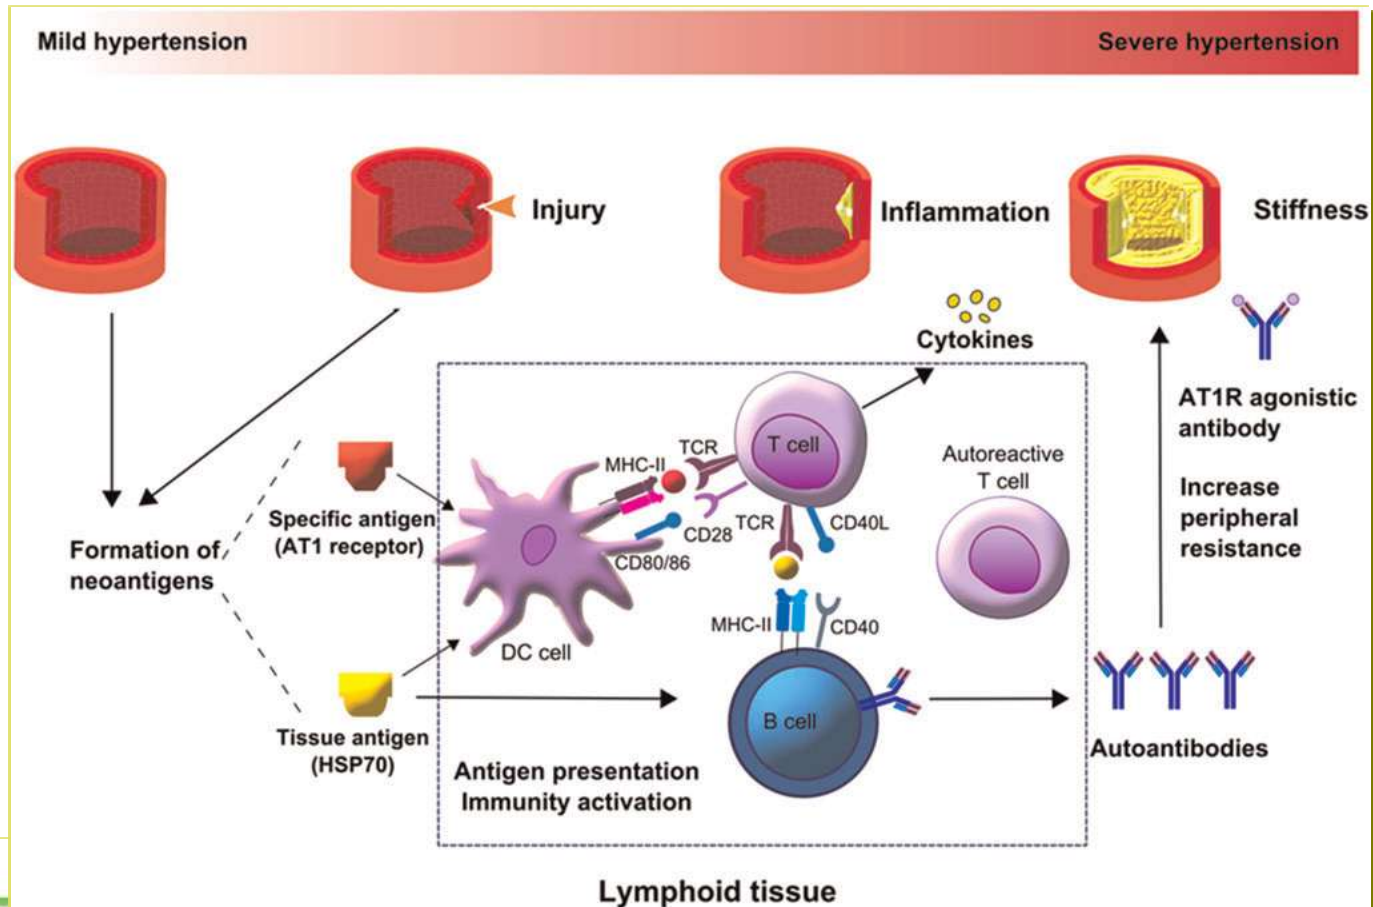 Mild hypertension
Severe hypertension
Injury
Inflammation
Stiffness
Cytokines
AT1R agonistic
antibody
Increase
peripheral
resistance
T cell
TCR
MHC-II
Autoreactive
T cell
Specific antigen
(AT1 receptor)
CD28
TCR
CD40L
Formation of
neoantigens
CD80/86
DC cell
MHC-II
CD40
B cell
Tissue antigen
(HSP70)
Autoantibodies
Antigen presentation
Immunity activation
Lymphoid tissue